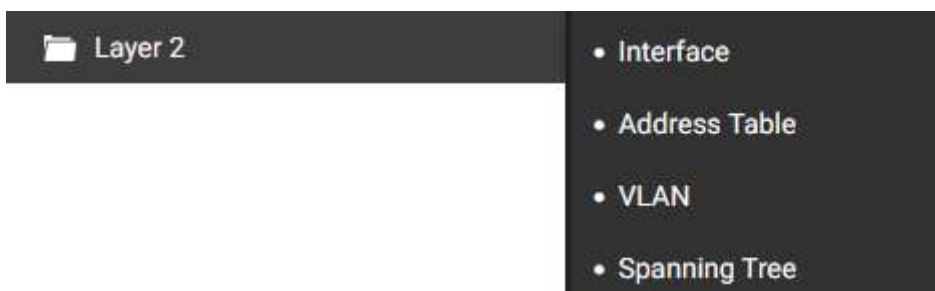 Layer 2
• Interface
• Address Table
• VLAN
• Spanning Tree